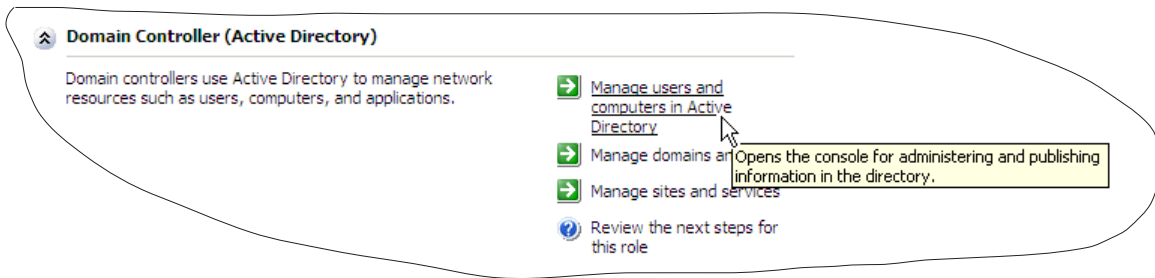 Domain Controller (Active Directory)
Domain controllers use Active Directory to manage network
resources such as users, computers, and applications.
Manage users and
computers in Active
Directory
Manage domains an
Opens the console for administering and publishing
information in the directory.
Manage sites and services
Review the next steps for
this role